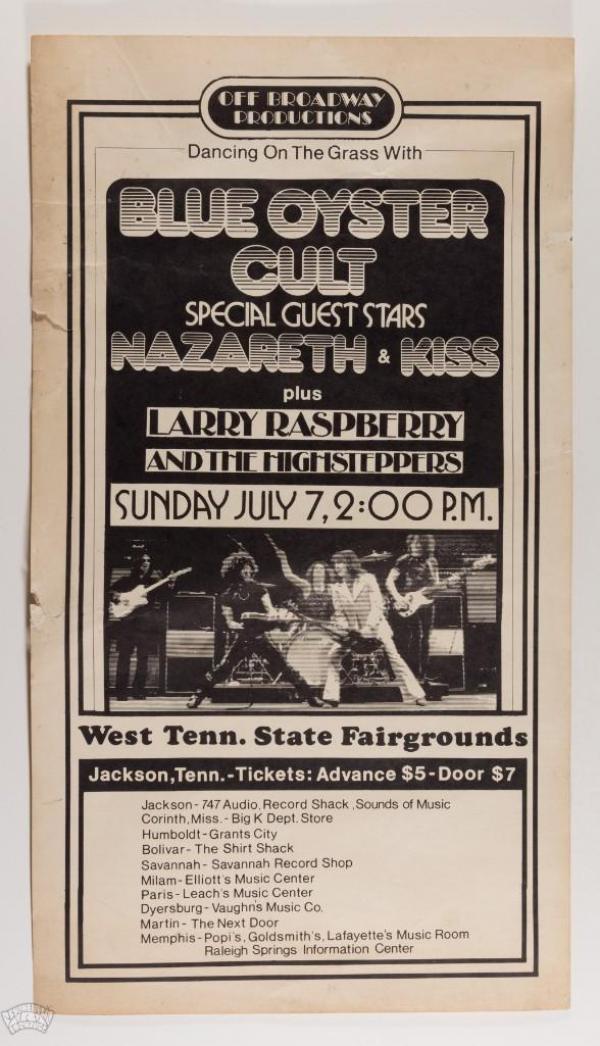 OFF BROADWAY
PRODUCTIONS
Dancing On The Grass With
BLUE OYSTER
CULT
SPECIAL GUEST STARS
NAZARETH & KISS
plus
LARRY RASPBERRY
AND THE HIGHSTEPPERS
SUNDAY JULY 7, 2:00 P.M.
West Tenn. State Fairgrounds
Jackson, Tenn.-Tickets: Advance $5-Door $7
Jackson-747 Audio, Record Shack, Sounds of Music
Corinth, Miss.-Big K Dept. Store
Humboldt-Grants City
Bolivar-The Shirt Shack
Savannah-Savannah Record Shop
Milam-Elliott's Music Center
Paris-Leach's Music Center
Dyersburg-Vaughn's Music Co.
Martin-The Next Door
Memphis-Popi's, Goldsmith's, Lafayette's Music Room
Raleigh Springs Information Center